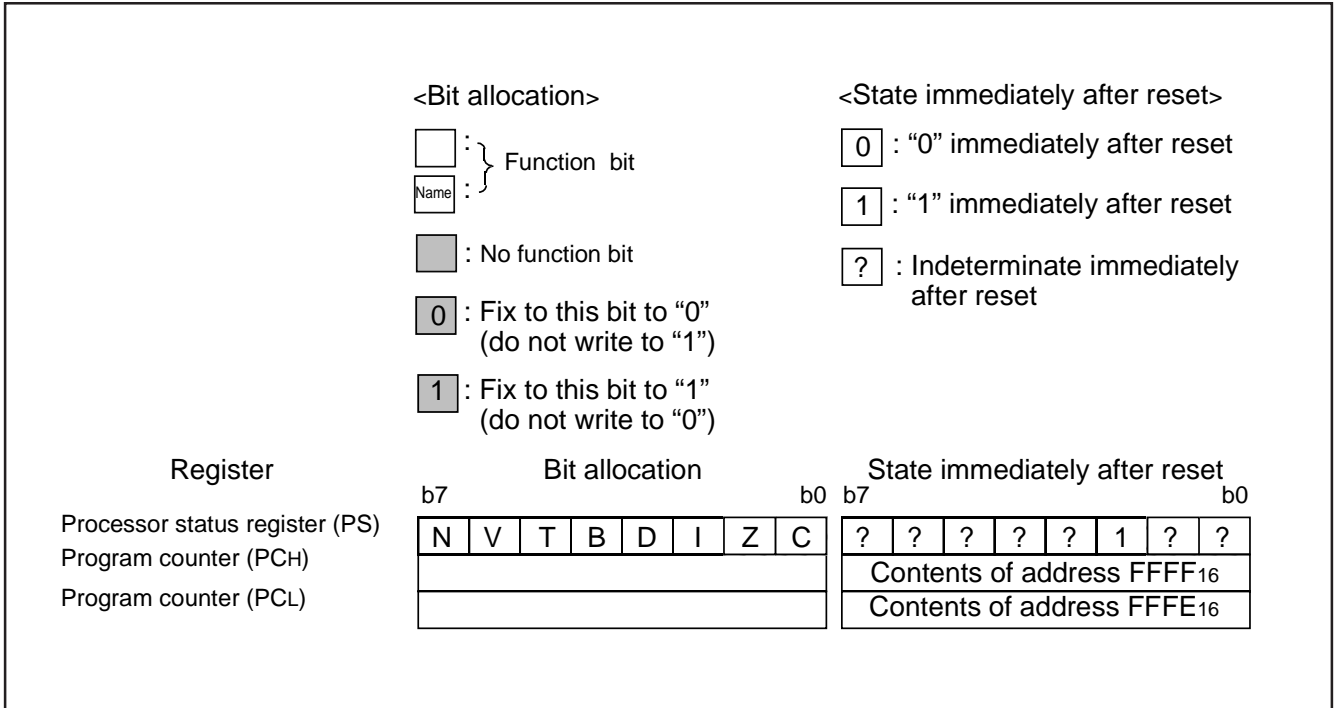 <Bit allocation>
<State immediately after reset>
:
Function bit
Name :
: No function bit
0 : Fix to this bit to “0”
(do not write to “1”)
1 : Fix to this bit to “1”
(do not write to “0”)
0 : “0” immediately after reset
1 : “1” immediately after reset
? : Indeterminate immediately
after reset
Register Bit allocation State immediately after reset
b7 b0 b7 b0
Processor status register (PS) N V T B D I Z C ? ? ? ? ? 1 ? ?
Program counter (PCH) Contents of address FFFF16
Program counter (PCL) Contents of address FFFE16